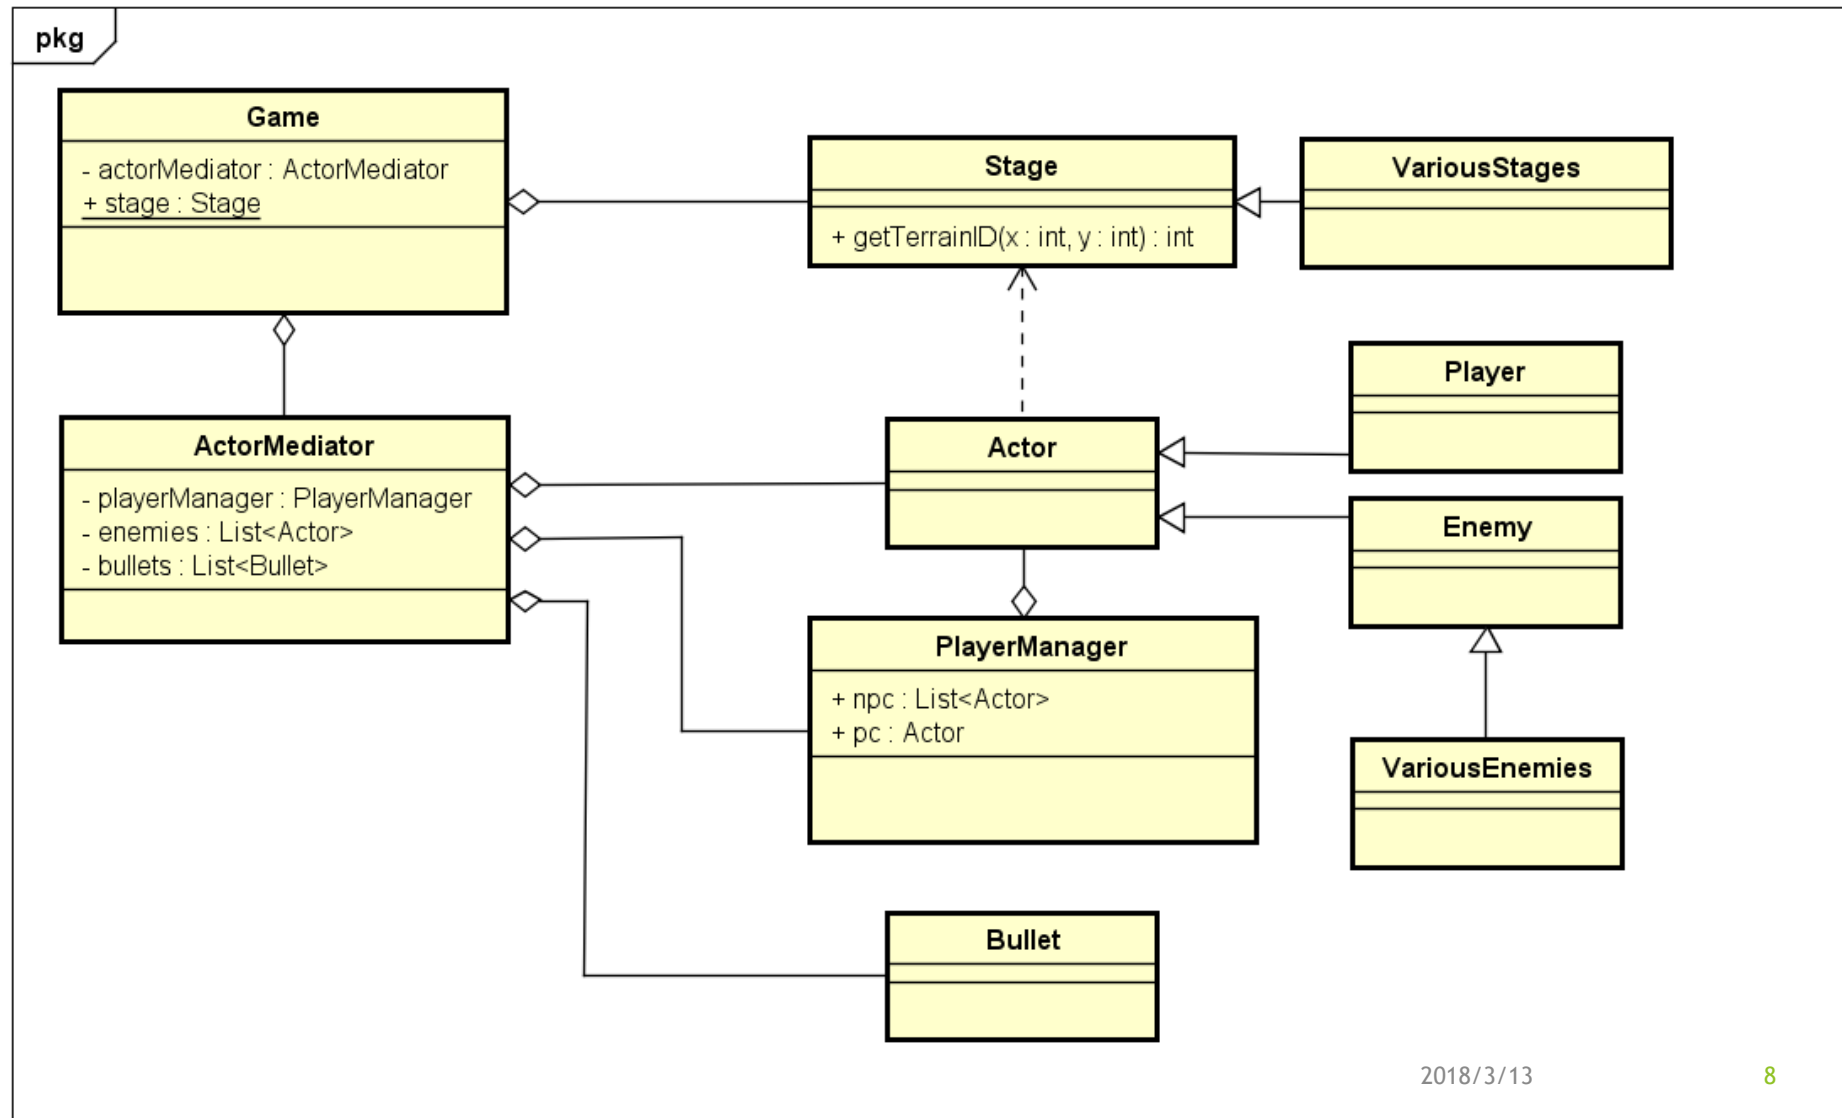 pkg
Game
- actorMediator : ActorMediator
+ stage : Stage
Stage
+ getTerrainID(x : int, y : int) : int
VariousStages
ActorMediator
- playerManager : PlayerManager
- enemies : List<Actor>
- bullets : List<Bullet>
Actor
Player
Enemy
PlayerManager
+ npc : List<Actor>
+ pc : Actor
VariousEnemies
Bullet
2018/3/13
8